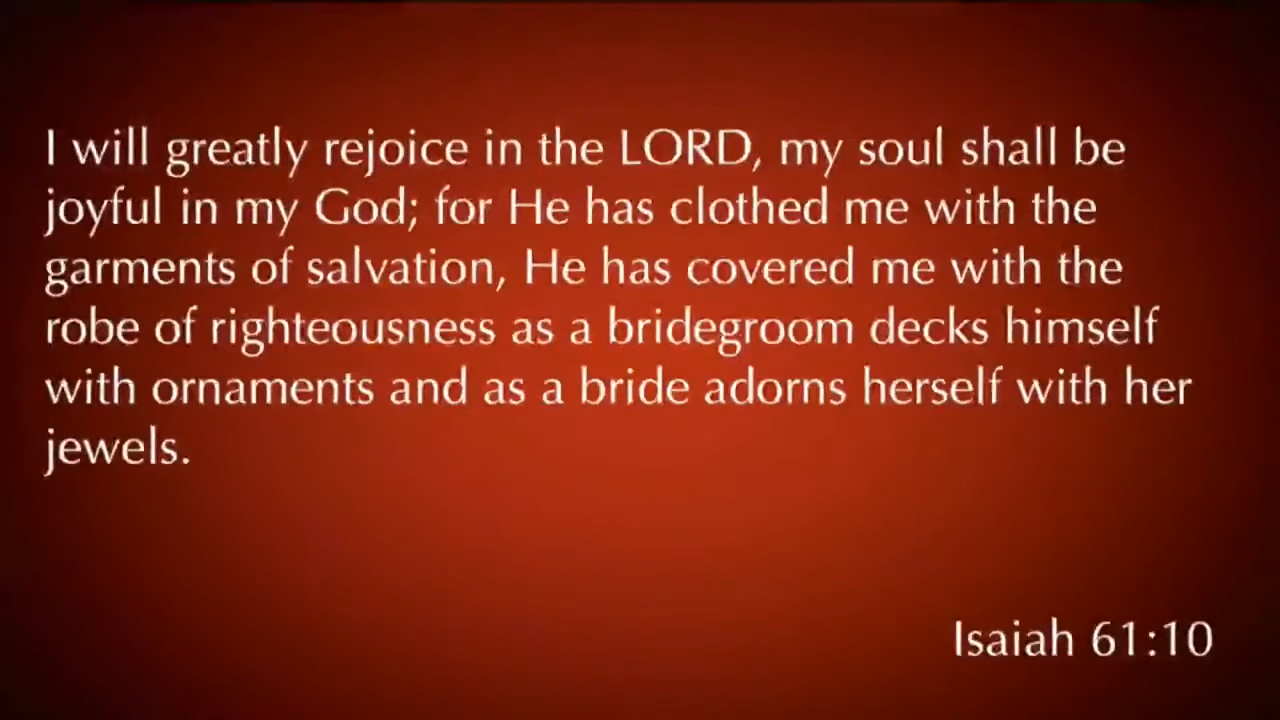 I will greatly rejoice in the LORD, my soul shall be
joyful in my God; for He has clothed me with the
garments of salvation, He has covered me with the
robe of righteousness as a bridegroom decks himself
with ornaments and as a bride adorns herself with her
jewels.
Isaiah 61:10